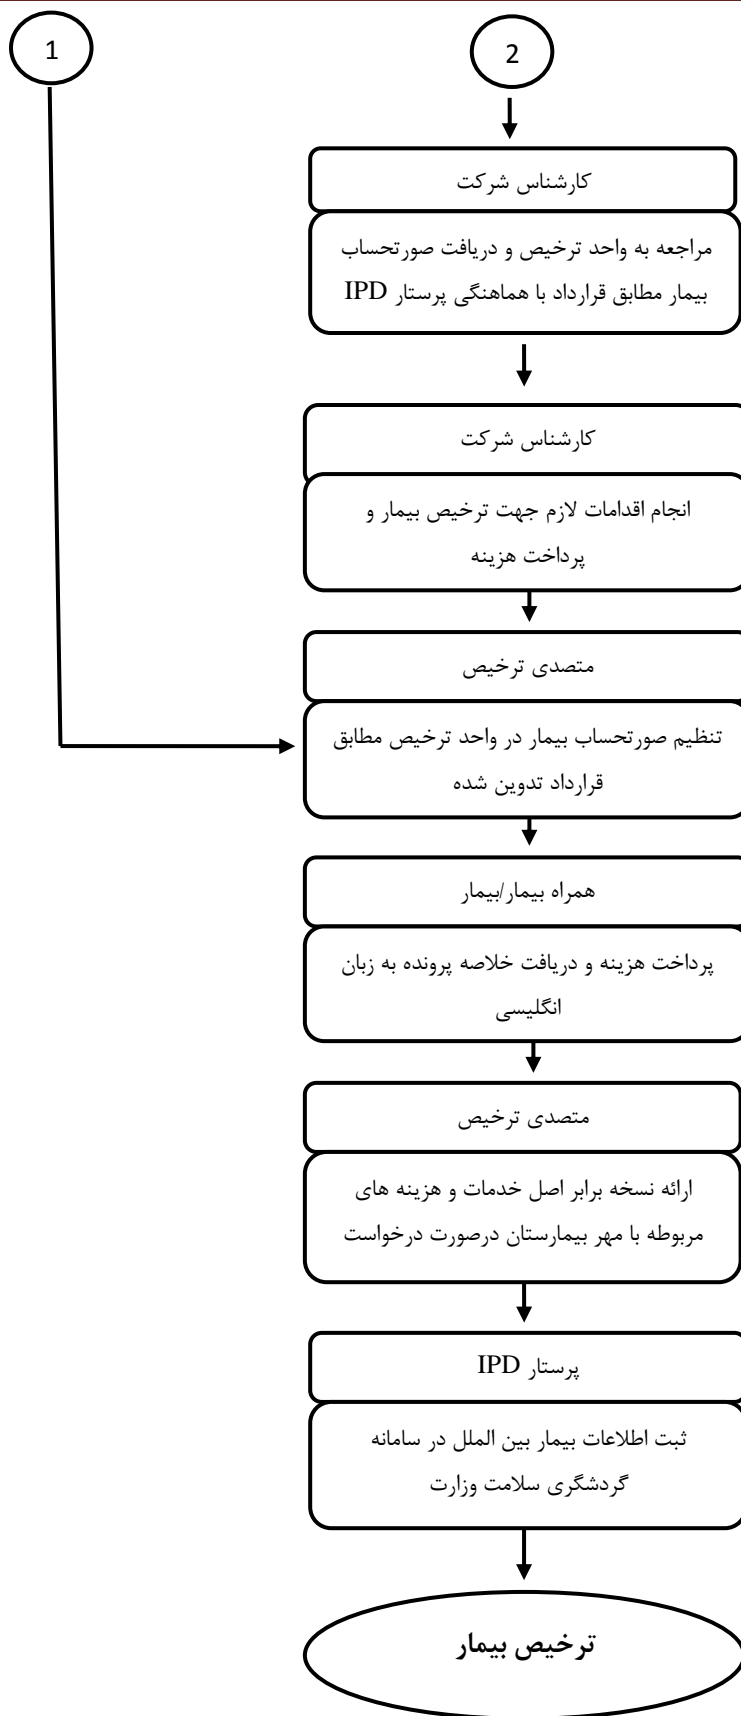 1
2
کارشناس شرکت
مراجعه به واحد ترخیص و دریافت صورتحساب
بیمار مطابق قرارداد با هماهنگی پرستار IPD
کارشناس شرکت
انجام اقدامات لازم جهت ترخیص بیمار و
پرداخت هزینه
متصدی ترخیص
تنظیم صورتحساب بیمار در واحد ترخیص مطابق
قرارداد تدوین شده
همراه بیمار/بیمار
پرداخت هزینه و دریافت خلاصه پرونده به زبان
انگلیسی
متصدی ترخیص
ارائه نسخه برابر اصل خدمات و هزینه های
مربوطه با مهر بیمارستان درصورت درخواست
پرستار IPD
ثبت اطلاعات بیمار بین الملل در سامانه
گردشگری سلامت وزارت
ترخیص بیمار